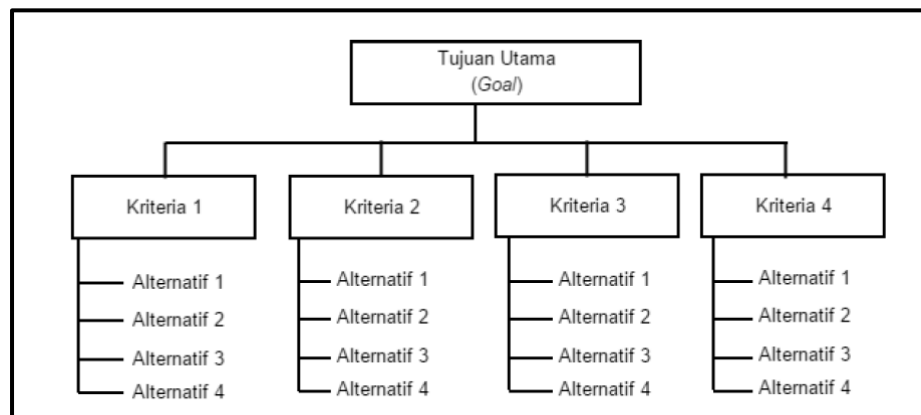 Tujuan Utama
(Goal)
Kriteria 1
Kriteria 2
Kriteria 3
Kriteria 4
Alternatif 1
Alternatif 2
Alternatif 3
Alternatif 4
Alternatif 1
Alternatif 2
Alternatif 3
Alternatif 4
Alternatif 1
Alternatif 2
Alternatif 3
Alternatif 4
Alternatif 1
Alternatif 2
Alternatif 3
Alternatif 4